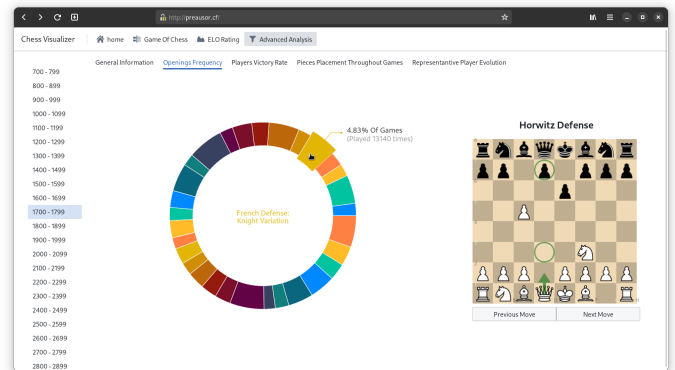 http://preausor.cf/
Chess Visualizer
home
Game Of Chess
ELO Rating
Advanced Analysis
General Information
Openings Frequency
Players Victory Rate
Pieces Placement Throughout Games
Representantive Player Evolution
700 - 799
800 - 899
900 - 999
1000 - 1099
1100 - 1199
1200 - 1299
1300 - 1399
1400 - 1499
1500 - 1599
1600 - 1699
1700 - 1799
1800 - 1899
1900 - 1999
2000 - 2099
2100 - 2199
2200 - 2299
2300 - 2399
2400 - 2499
2500 - 2599
2600 - 2699
2700 - 2799
2800 - 2899
4.83% Of Games
(Played 13140 times)
French Defense:
Knight Variation
Horwitz Defense
Previous Move
Next Move